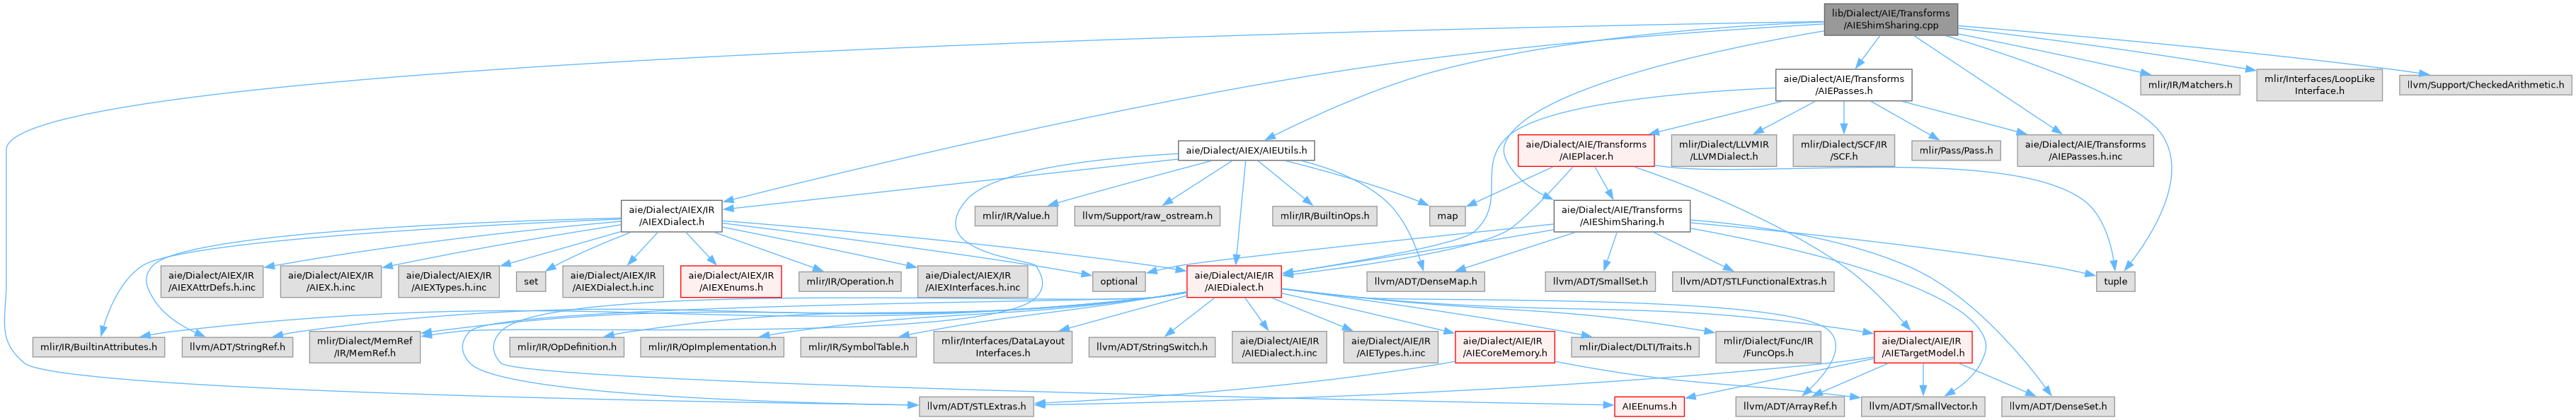 lib/Dialect/AIE/Transforms
/AIEShimSharing.cpp
aie/Dialect/AIE/Transforms
/AIEPasses.h
mlir/IR/Matchers.h
mlir/Interfaces/LoopLike
Interface.h
llvm/Support/CheckedArithmetic.h
aie/Dialect/AIEX/AIEUtils.h
aie/Dialect/AIE/Transforms
/AIEPlacer.h
mlir/Dialect/LLVMIR
/LLVMDialect.h
mlir/Dialect/SCF/IR
/SCF.h
mlir/Pass/Pass.h
aie/Dialect/AIE/Transforms
/AIEPasses.h.inc
aie/Dialect/AIEX/IR
/AIEXDialect.h
mlir/IR/Value.h
llvm/Support/raw_ostream.h
mlir/IR/BuiltinOps.h
map
aie/Dialect/AIE/Transforms
/AIEShimSharing.h
aie/Dialect/AIEX/IR
/AIEXAttrDefs.h.inc
aie/Dialect/AIEX/IR
/AIEX.h.inc
aie/Dialect/AIEX/IR
/AIEXTypes.h.inc
set
aie/Dialect/AIEX/IR
/AIEXDialect.h.inc
aie/Dialect/AIEX/IR
/AIEXEnums.h
mlir/IR/Operation.h
aie/Dialect/AIEX/IR
/AIEXInterfaces.h.inc
optional
aie/Dialect/AIE/IR
/AIEDialect.h
llvm/ADT/DenseMap.h
llvm/ADT/SmallSet.h
llvm/ADT/STLFunctionalExtras.h
tuple
mlir/IR/BuiltinAttributes.h
llvm/ADT/StringRef.h
mlir/Dialect/MemRef
/IR/MemRef.h
mlir/IR/OpDefinition.h
mlir/IR/OpImplementation.h
mlir/IR/SymbolTable.h
mlir/Interfaces/DataLayout
Interfaces.h
llvm/ADT/StringSwitch.h
aie/Dialect/AIE/IR
/AIEDialect.h.inc
aie/Dialect/AIE/IR
/AIETypes.h.inc
aie/Dialect/AIE/IR
/AIECoreMemory.h
mlir/Dialect/DLTI/Traits.h
mlir/Dialect/Func/IR
/FuncOps.h
aie/Dialect/AIE/IR
/AIETargetModel.h
llvm/ADT/STLExtras.h
AIEEnums.h
llvm/ADT/ArrayRef.h
llvm/ADT/SmallVector.h
llvm/ADT/DenseSet.h